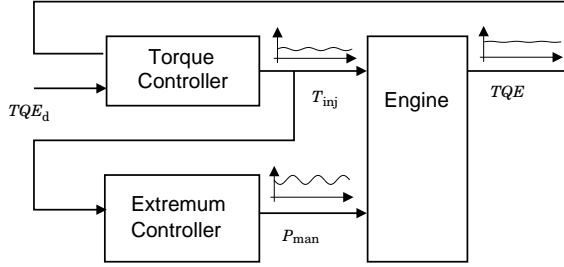 Torque
Controller
Engine
TQE_d
T_inj
TQE
Extremum
Controller
P_man